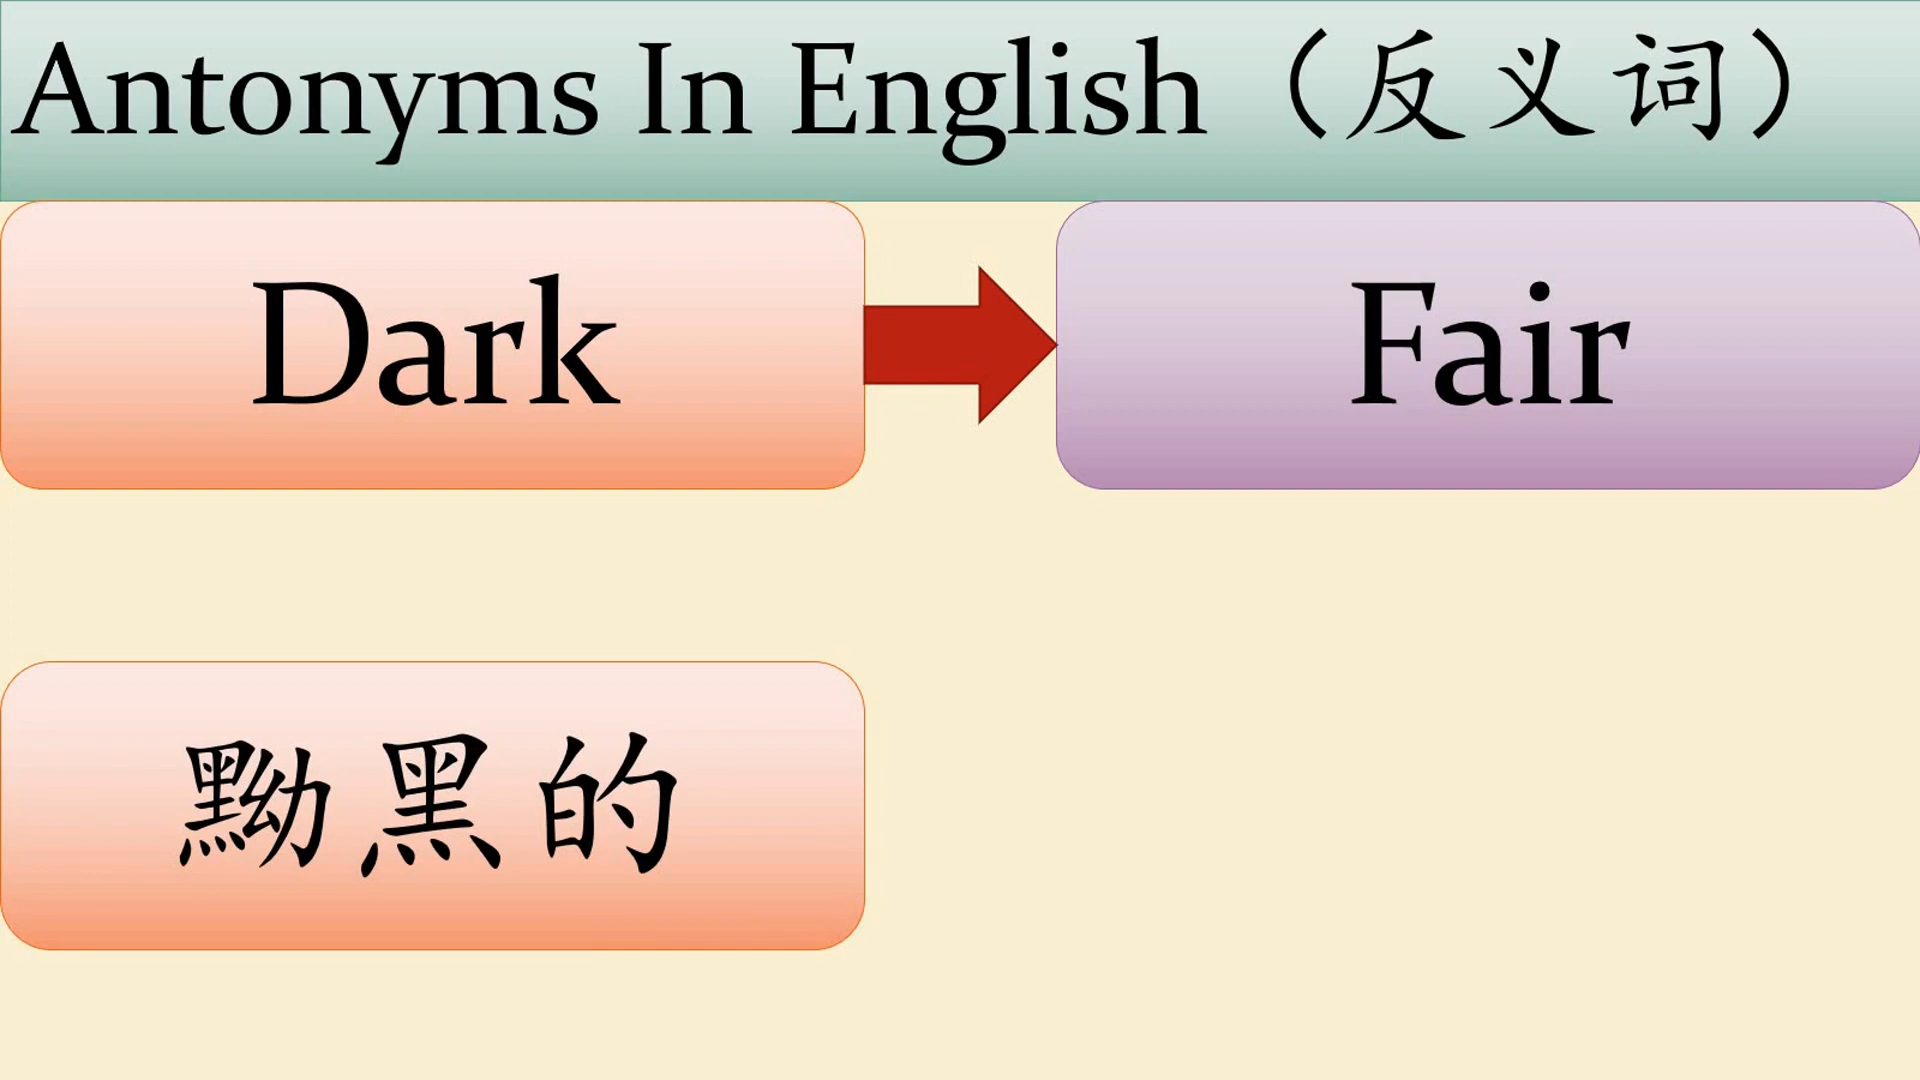 Antonyms In English（反义词）
Dark
Fair
黝黑的